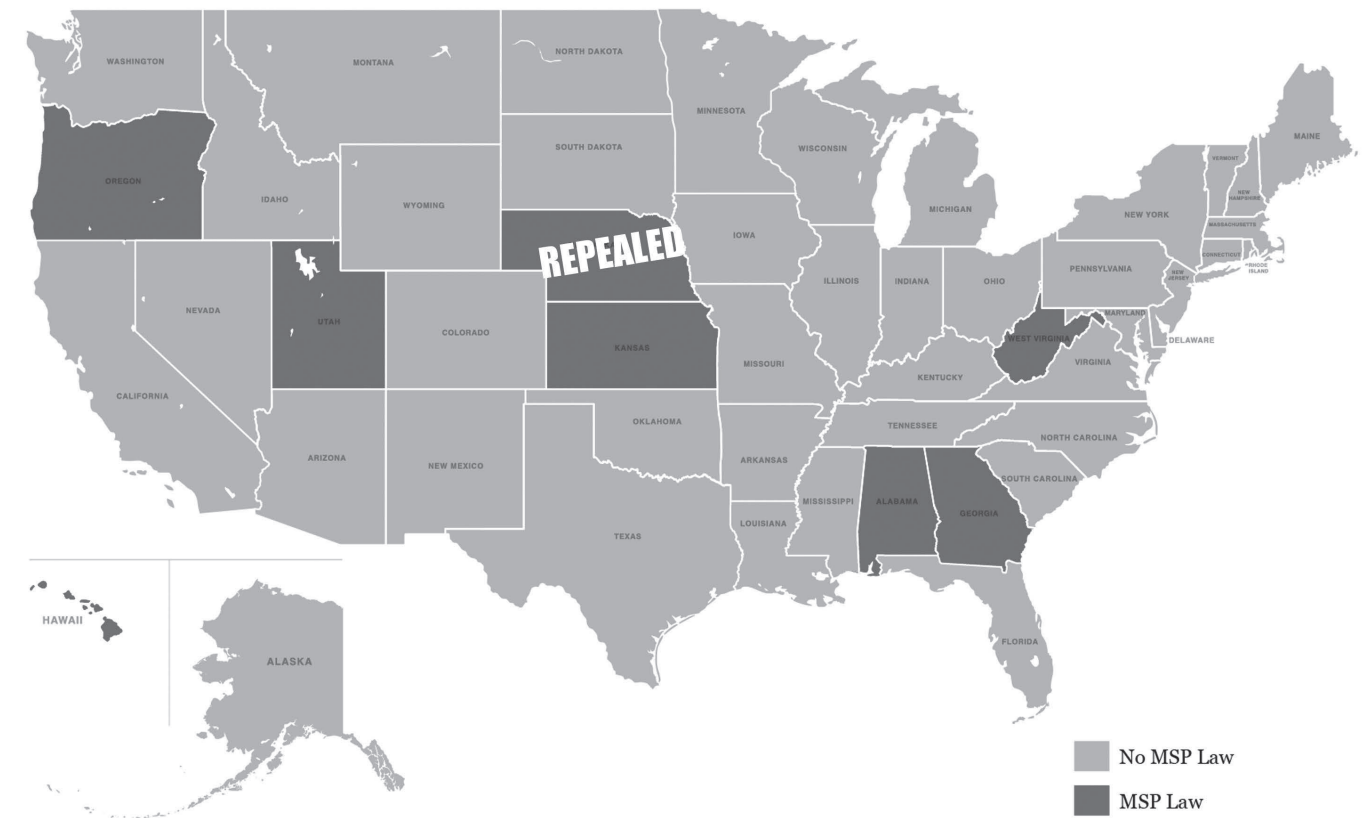 WASHINGTON
MONTANA
NORTH DAKOTA
MINNESOTA
SOUTH DAKOTA
WISCONSIN
MICHIGAN
MAINE
VERMONT
NEW
HAMPSHIRE
NEW YORK
MASSACHUSETTS
CONNECTICUT
RHODE
ISLAND
OREGON
IDAHO
WYOMING
REPEALED
IOWA
PENNSYLVANIA
NEW
JERSEY
NEVADA
UTAH
COLORADO
KANSAS
ILLINOIS
INDIANA
OHIO
MARYLAND
WEST VIRGINIA
DELAWARE
VIRGINIA
CALIFORNIA
MISSOURI
KENTUCKY
ARIZONA
NEW MEXICO
OKLAHOMA
ARKANSAS
TENNESSEE
NORTH CAROLINA
SOUTH CAROLINA
TEXAS
LOUISIANA
MISSISSIPPI
ALABAMA
GEORGIA
FLORIDA
HAWAII
ALASKA
No MSP Law
MSP Law